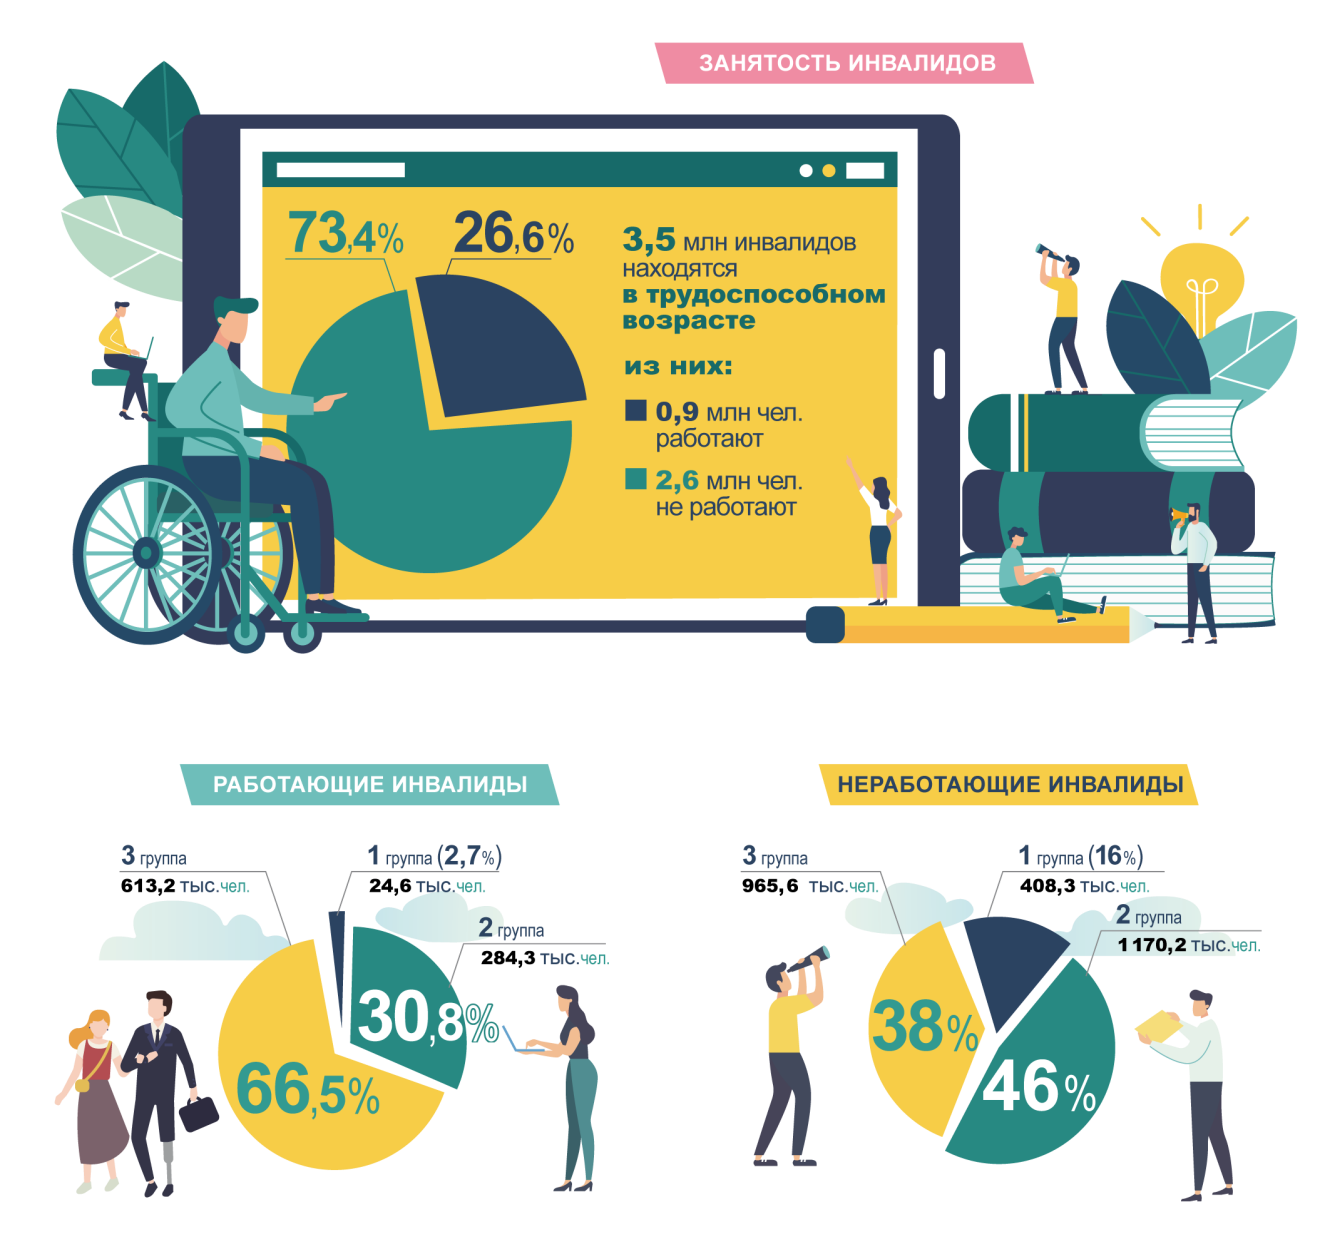 ЗАНЯТОСТЬ ИНВАЛИДОВ
73,4%
26,6%
3,5 млн инвалидов
находятся
в трудоспособном
возрасте
из них:
0,9 млн чел.
работают
2,6 млн чел.
не работают
РАБОТАЮЩИЕ ИНВАЛИДЫ
3 группа
613,2 тыс.чел.
1 группа (2,7%)
24,6 тыс.чел.
2 группа
284,3 тыс.чел.
30,8%
66,5%
НЕРАБОТАЮЩИЕ ИНВАЛИДЫ
3 группа
965,6 тыс.чел.
1 группа (16%)
408,3 тыс.чел.
2 группа
1 170,2 тыс.чел.
38%
46%